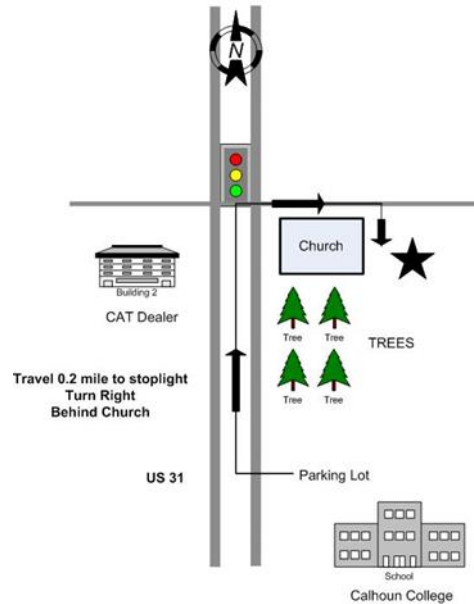 N
Church
Building 2
CAT Dealer
Tree
Tree
TREES
Travel 0.2 mile to stoplight
Turn Right
Behind Church
Tree
Tree
US 31
Parking Lot
School
Calhoun College